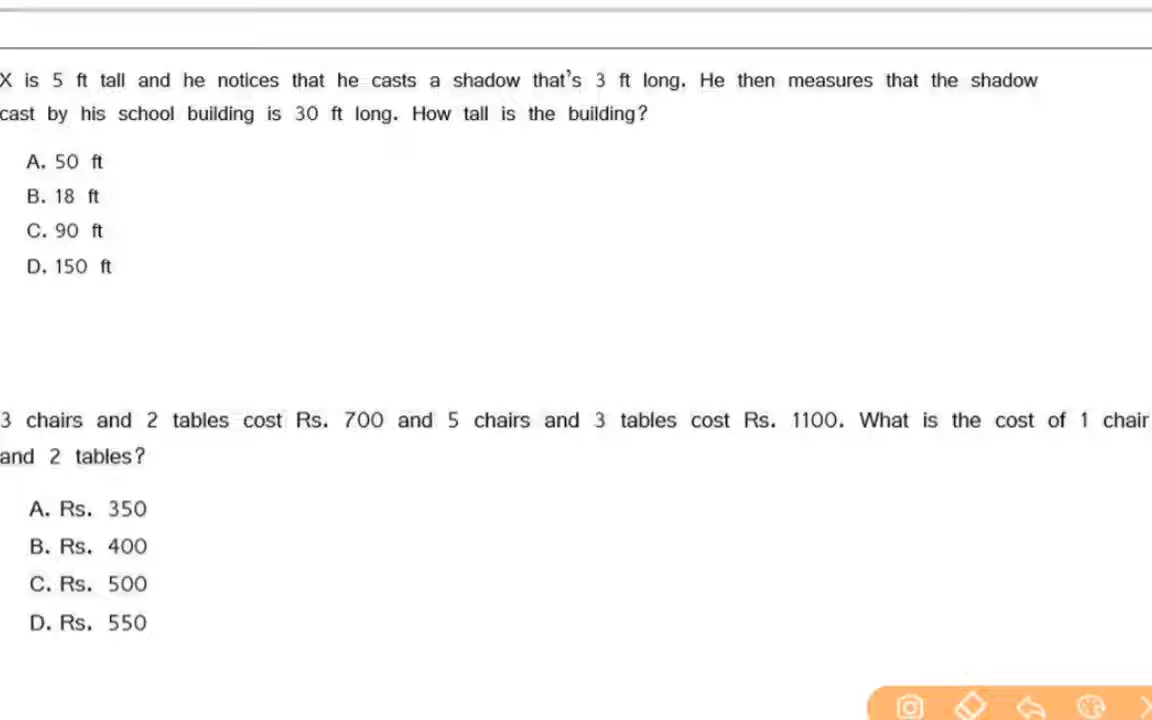 X is 5 ft tall and he notices that he casts a shadow that's 3 ft long. He then measures that the shadow
cast by his school building is 30 ft long. How tall is the building?
A. 50 ft
B. 18 ft
C. 90 ft
D. 150 ft
3 chairs and 2 tables cost Rs. 700 and 5 chairs and 3 tables cost Rs. 1100. What is the cost of 1 chair
and 2 tables?
A. Rs. 350
B. Rs. 400
C. Rs. 500
D. Rs. 550